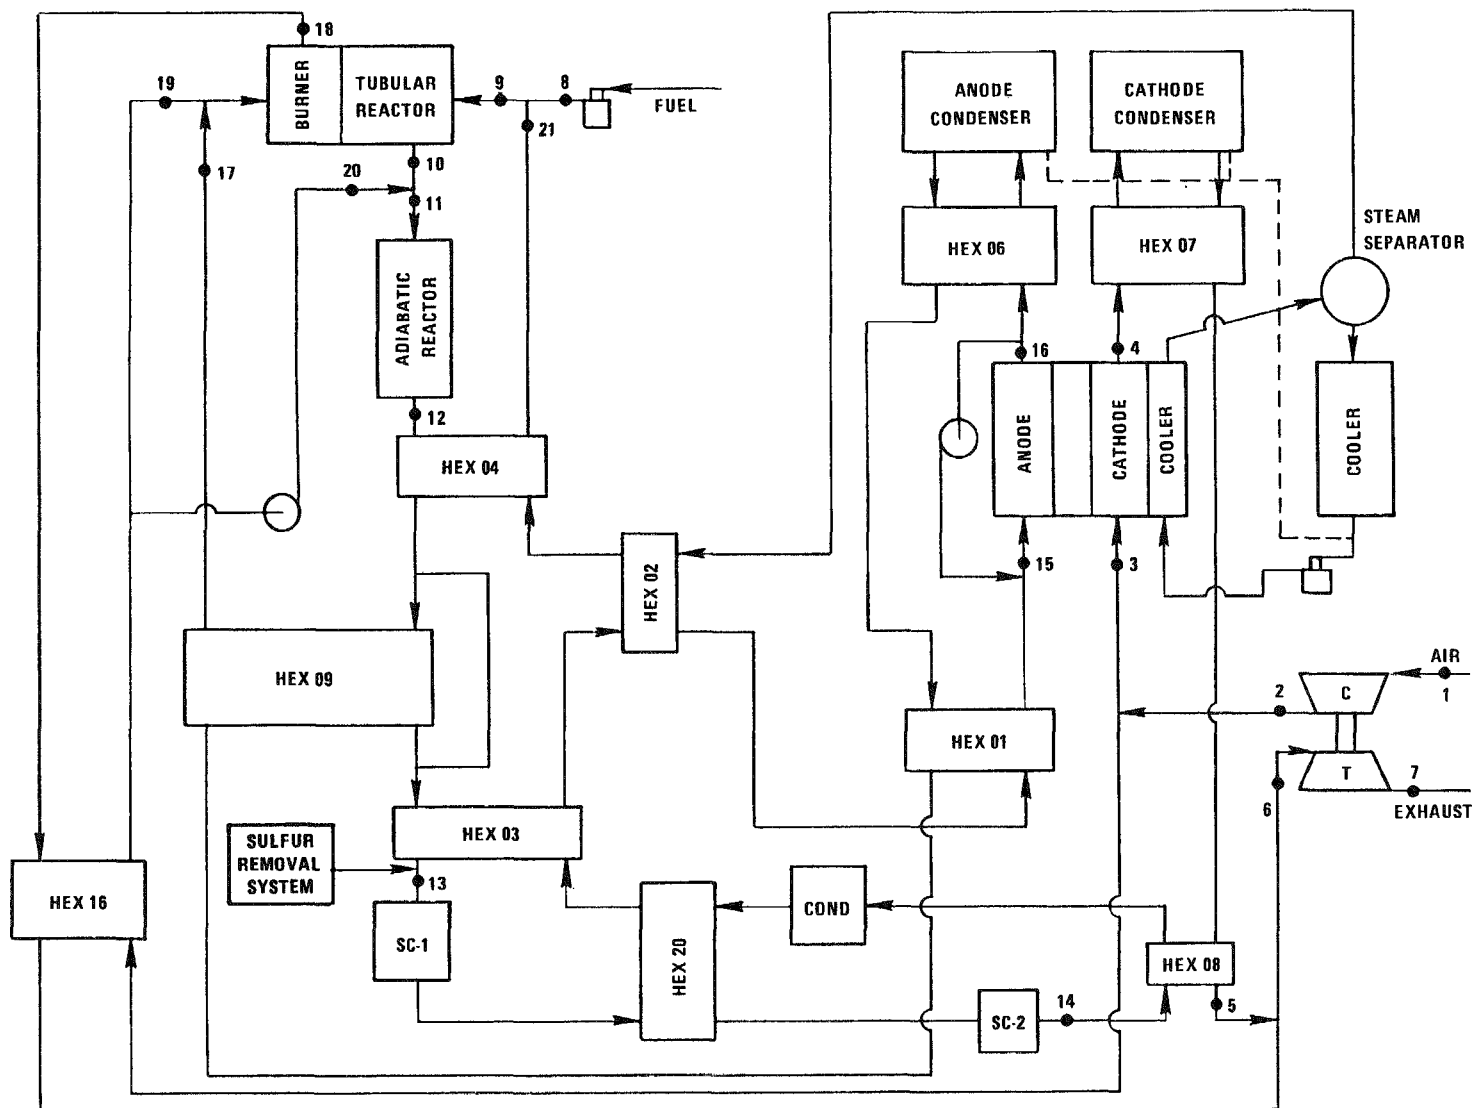 18
19
BURNER
TUBULAR
REACTOR
9
8
FUEL
21
17
10
20
11
ANODE
CONDENSER
CATHODE
CONDENSER
STEAM
SEPARATOR
HEX 06
HEX 07
ADIABATIC
REACTOR
16
4
12
ANODE
CATHODE
COOLER
COOLER
HEX 04
HEX 02
15
3
HEX 09
AIR
1
2
C
HEX 01
T
7
6
EXHAUST
HEX 03
SULFUR
REMOVAL
SYSTEM
13
HEX 16
SC-1
HEX 20
COND
HEX 08
14
SC-2
5